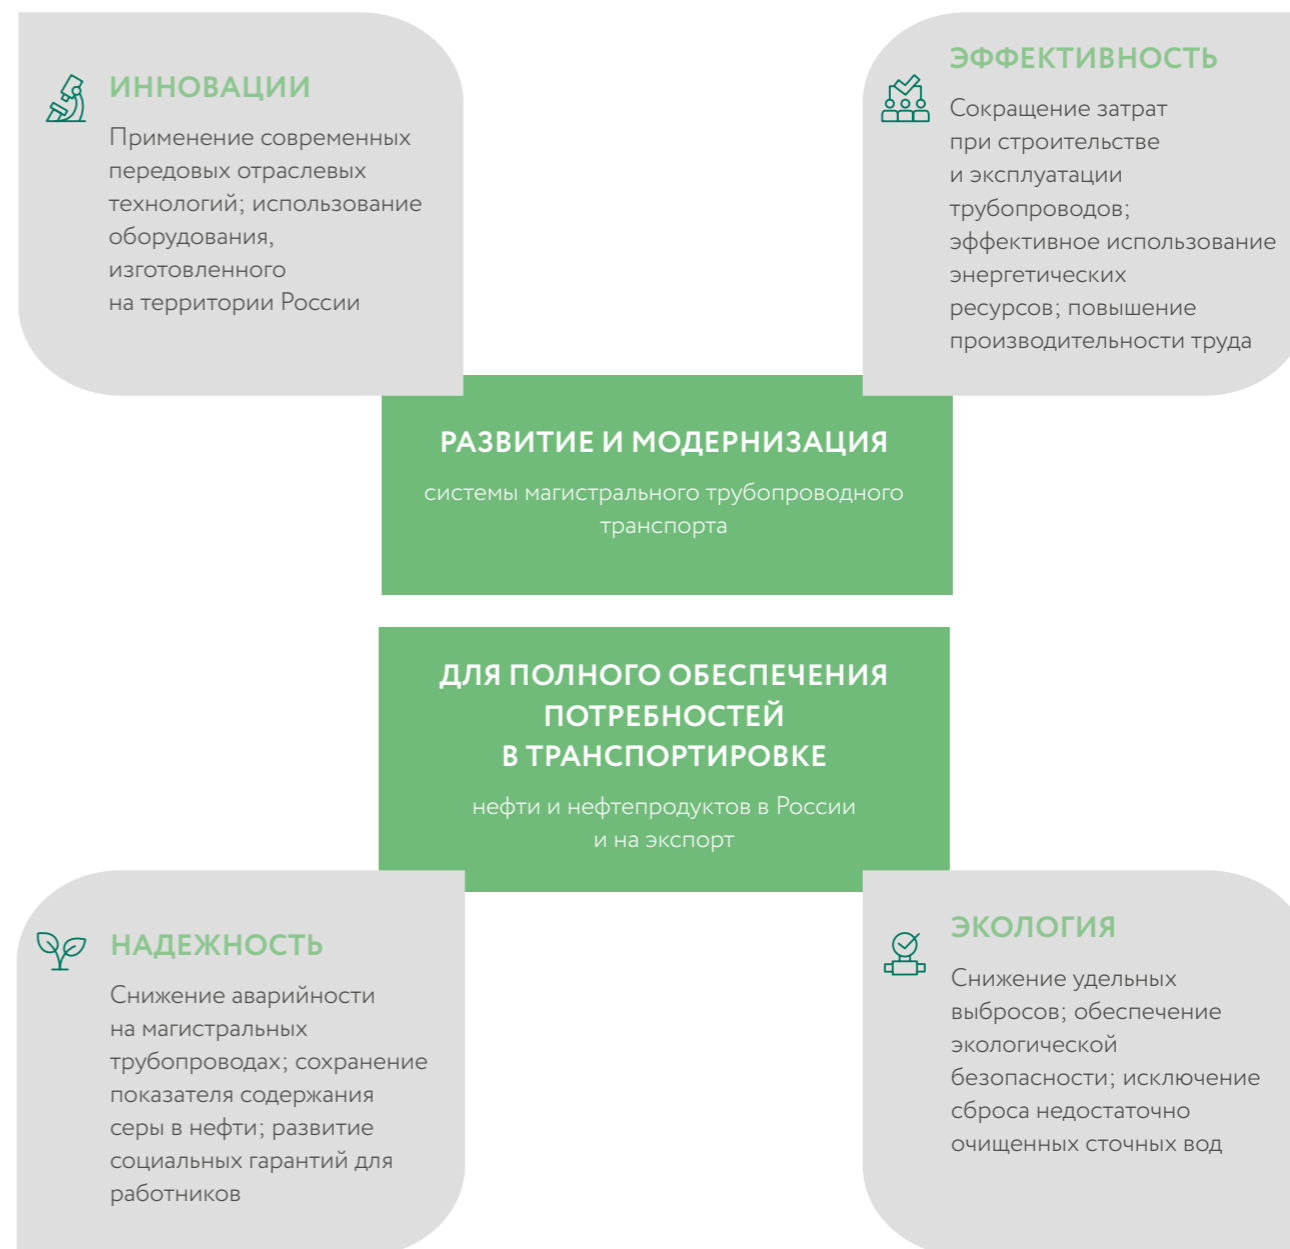 ИННОВАЦИИ
Применение современных
передовых отраслевых
технологий; использование
оборудования,
изготовленного
на территории России
ЭФФЕКТИВНОСТЬ
Сокращение затрат
при строительстве
и эксплуатации
трубопроводов;
эффективное использование
энергетических
ресурсов; повышение
производительности труда
РАЗВИТИЕ И МОДЕРНИЗАЦИЯ
системы магистрального трубопроводного
транспорта
ДЛЯ ПОЛНОГО ОБЕСПЕЧЕНИЯ
ПОТРЕБНОСТЕЙ
В ТРАНСПОРТИРОВКЕ
нефти и нефтепродуктов в России
и на экспорт
НАДЕЖНОСТЬ
Снижение аварийности
на магистральных
трубопроводах; сохранение
показателя содержания
серы в нефти; развитие
социальных гарантий для
работников
ЭКОЛОГИЯ
Снижение удельных
выбросов; обеспечение
экологической
безопасности; исключение
сброса недостаточно
очищенных сточных вод